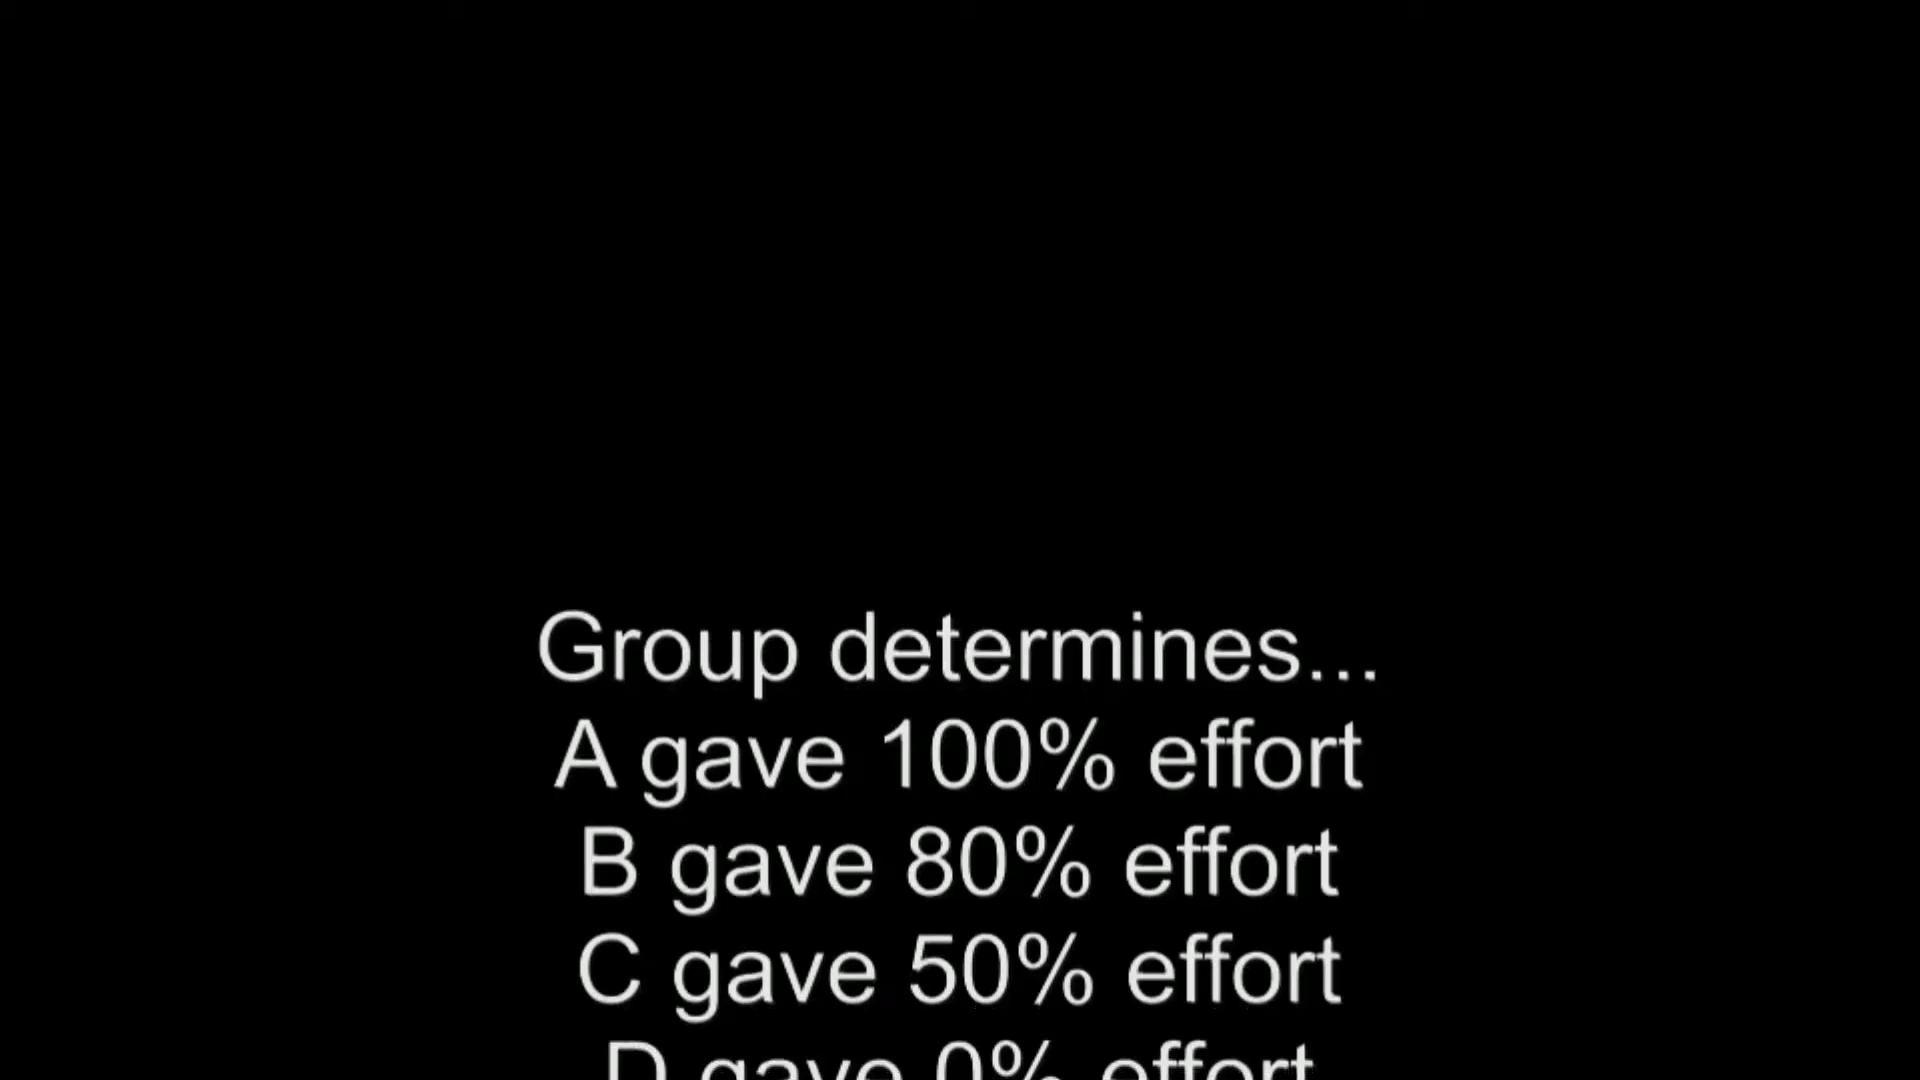 Group determines...
A gave 100% effort
B gave 80% effort
C gave 50% effort
D gave 0% effort